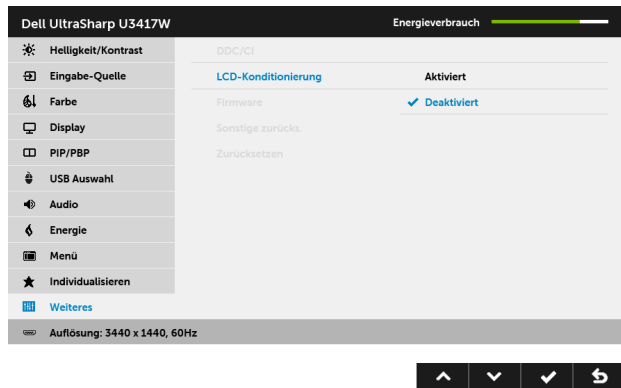 Dell UltraSharp U3417W Energieverbrauch
Helligkeit/Kontrast DDC/CI
Eingabe-Quelle LCD-Konditionierung Aktiviert
Farbe Firmware Deaktiviert
Display Sonstige zurücks.
PIP/PBP Zurücksetzen
USB Auswahl
Audio
Energie
Menü
Individualisieren
Weiteres
Auflösung: 3440 x 1440, 60Hz